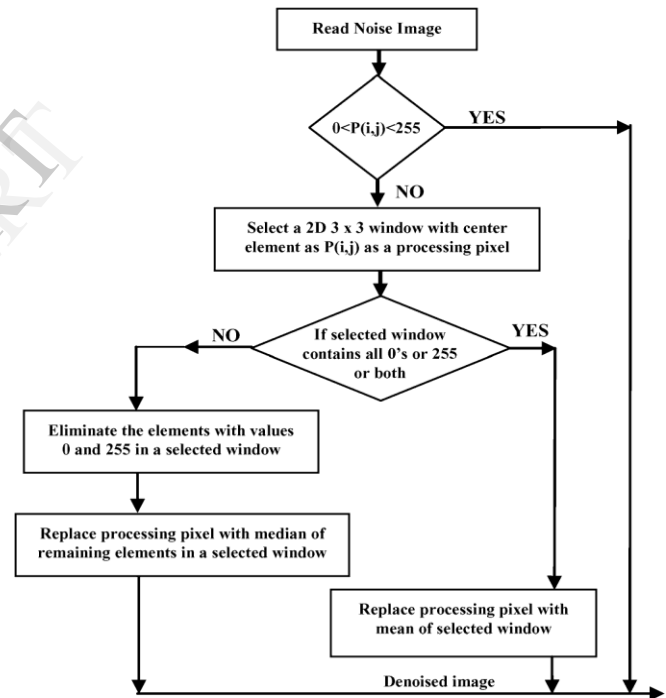 Read Noise Image
0<P(i,j)<255
YES
NO
Select a 2D 3 x 3 window with center
element as P(i,j) as a processing pixel
NO
If selected window
contains all 0's or 255
or both
YES
Eliminate the elements with values
0 and 255 in a selected window
Replace processing pixel with median of
remaining elements in a selected window
Replace processing pixel with
mean of selected window
Denoised image